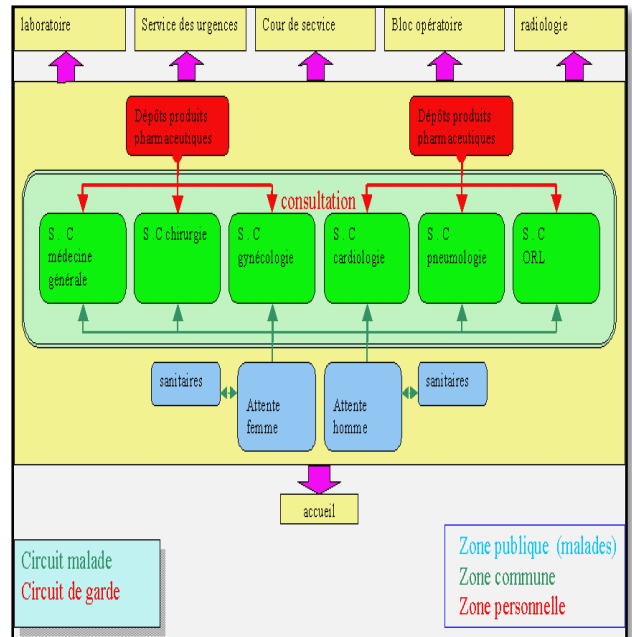 laboratoire
Service des urgences
Cour de secvice
Bloc opératoire
radiologie
Dépôts produits
pharmaceutiques
Dépôts produits
pharmaceutiques
consultation
S . C
médecine
générale
S .C chirurgie
S . C
gynécologie
S . C
cardiologie
S . C
pneumologie
S . C
ORL
sanitaires
Attente
femme
Attente
homme
sanitaires
accueil
Circuit malade
Circuit de garde
Zone publique (malades)
Zone commune
Zone personnelle